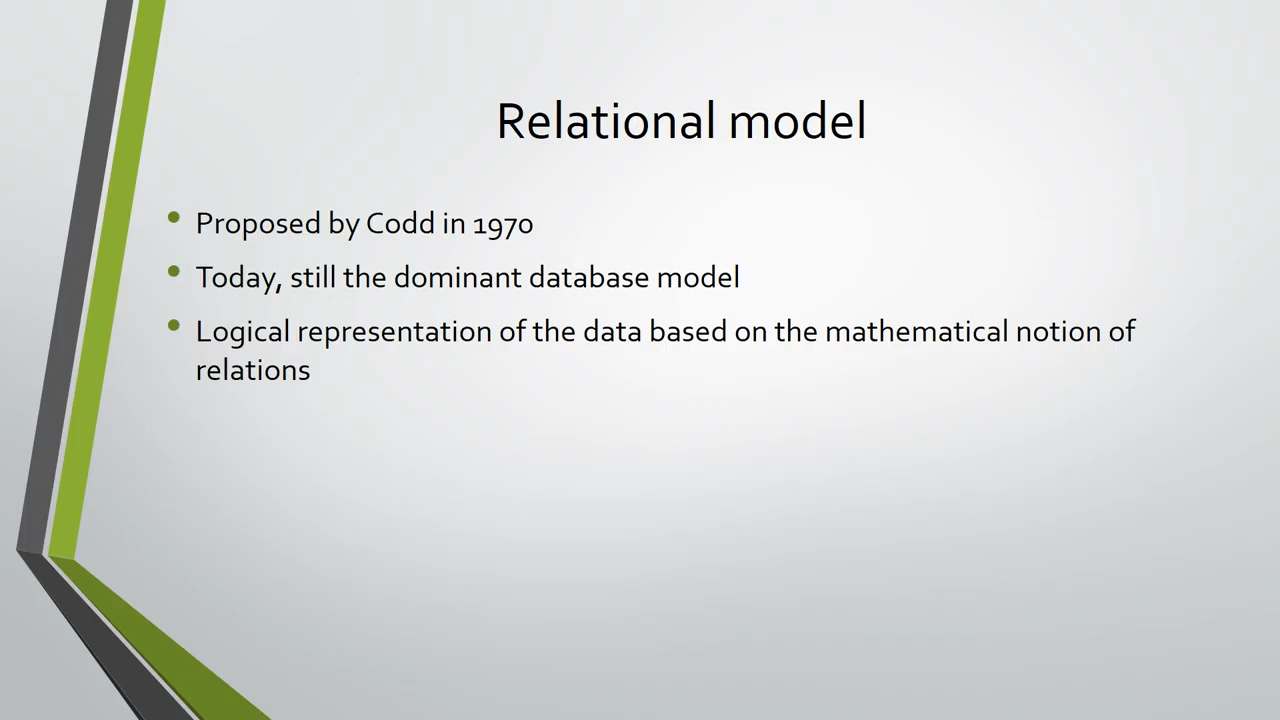 Relational model
• Proposed by Codd in 1970
• Today, still the dominant database model
• Logical representation of the data based on the mathematical notion of
relations